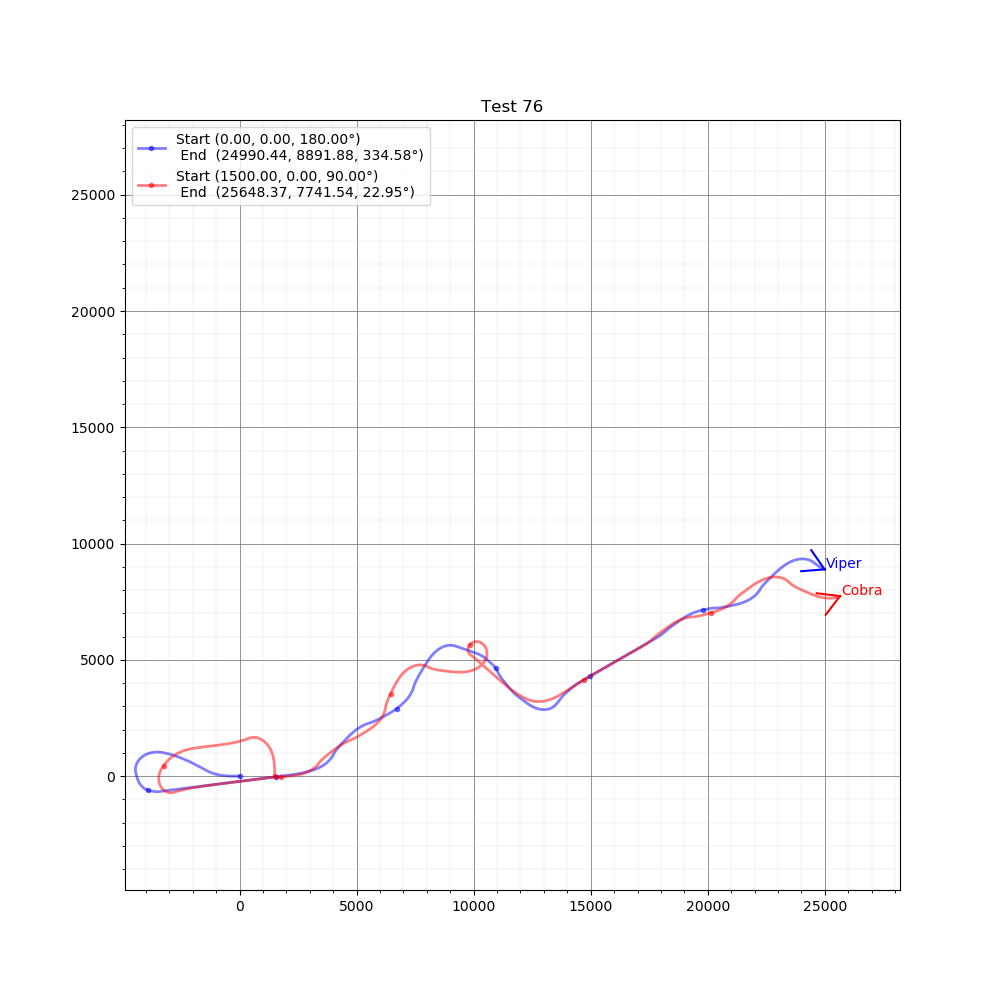 Test 76
Start (0.00, 0.00, 180.00°)
End  (24990.44, 8891.88, 334.58°)
Start (1500.00, 0.00, 90.00°)
End  (25648.37, 7741.54, 22.95°)
25000
20000
15000
10000
5000
0
Viper
Cobra
0 5000 10000 15000 20000 25000